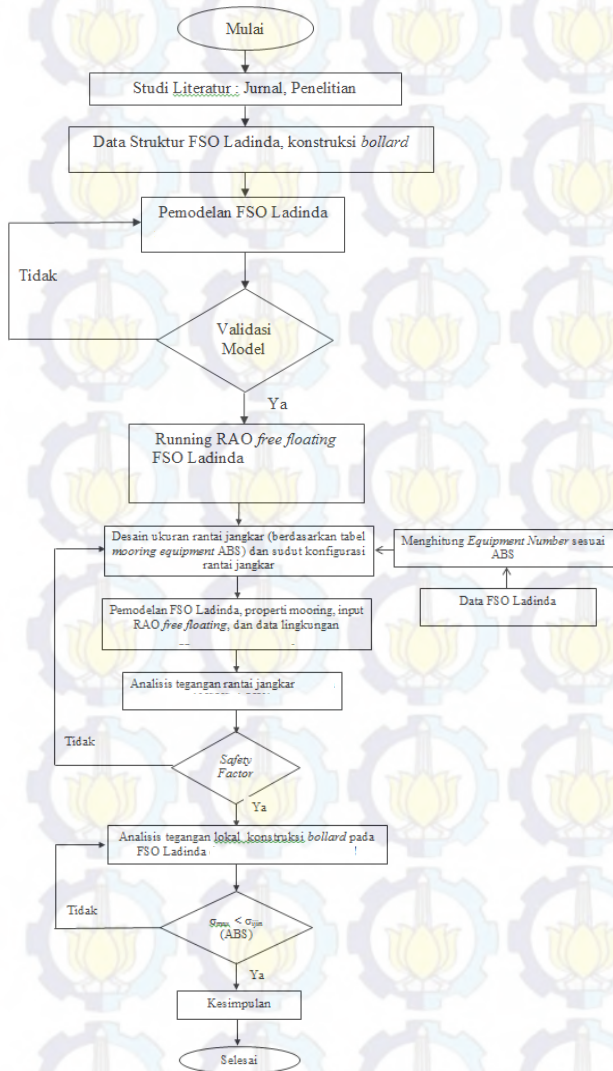 Mulai
Studi Literatur : Jurnal, Penelitian
Data Struktur FSO Ladinda, konstruksi bollard
Pemodelan FSO Ladinda
Tidak
Validasi
Model
Ya
Running RAO free floating
FSO Ladinda
Desain ukuran rantai jangkar (berdasarkan tabel
mooring equipment ABS) dan sudut konfigurasi
rantai jangkar
Menghitung Equipment Number sesuai
ABS
Data FSO Ladinda
Pemodelan FSO Ladinda, properti mooring, input
RAO free floating, dan data lingkungan
Analisis tegangan rantai jangkar
Tidak
Safety
Factor
Ya
Analisis tegangan lokal konstruksi bollard pada
FSO Ladinda
Tidak
σmax < σijin
(ABS)
Ya
Kesimpulan
Selesai